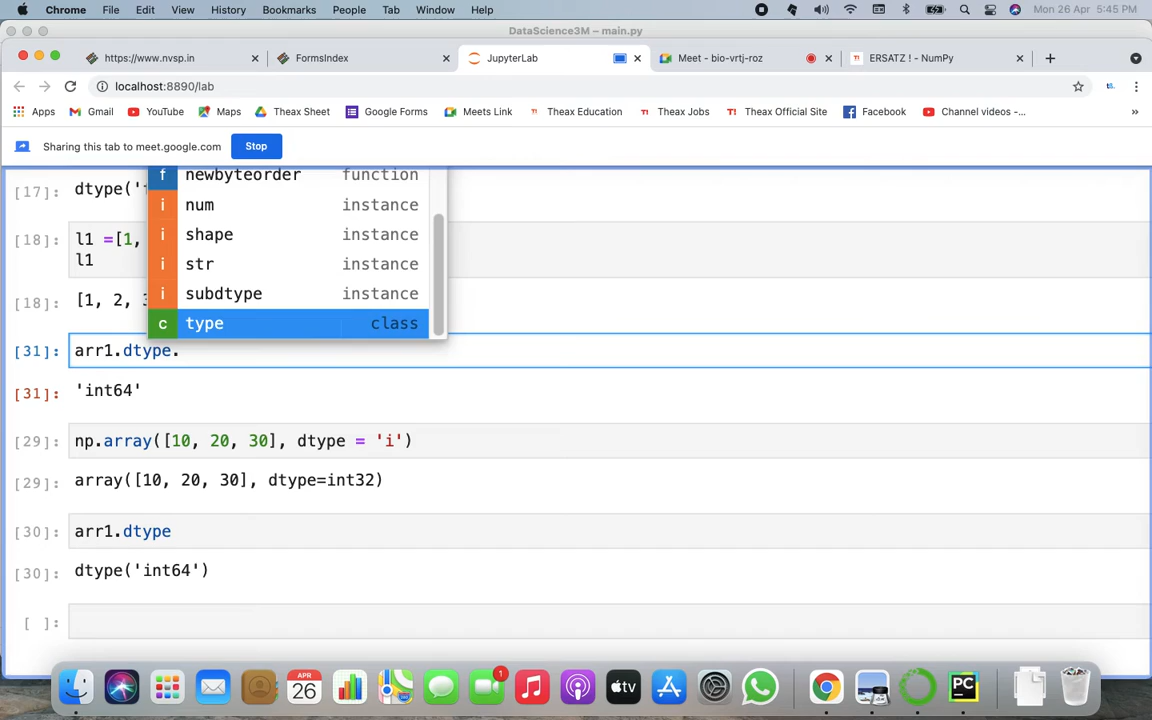 Chrome File Edit View History Bookmarks People Tab Window Help Mon 26 Apr 5:45 PM
DataScience3M – main.py
https://www.nvsp.in FormsIndex JupyterLab Meet - bio-vrtj-roz ERSATZ ! - NumPy
localhost:8890/lab
Apps Gmail YouTube Maps Theax Sheet Google Forms Meets Link Theax Education Theax Jobs Theax Official Site Facebook Channel videos -...
Sharing this tab to meet.google.com Stop
f newbyteorder function
[17]: dtype('
i num instance
i shape instance
[18]: l1 =[1,
l1
i str instance
i subdtype instance
[18]: [1, 2,
c type class
[31]: arr1.dtype.
[31]: 'int64'
[29]: np.array([10, 20, 30], dtype = 'i')
[29]: array([10, 20, 30], dtype=int32)
[30]: arr1.dtype
[30]: dtype('int64')
[ ]:
APR
26
1
tv
PC